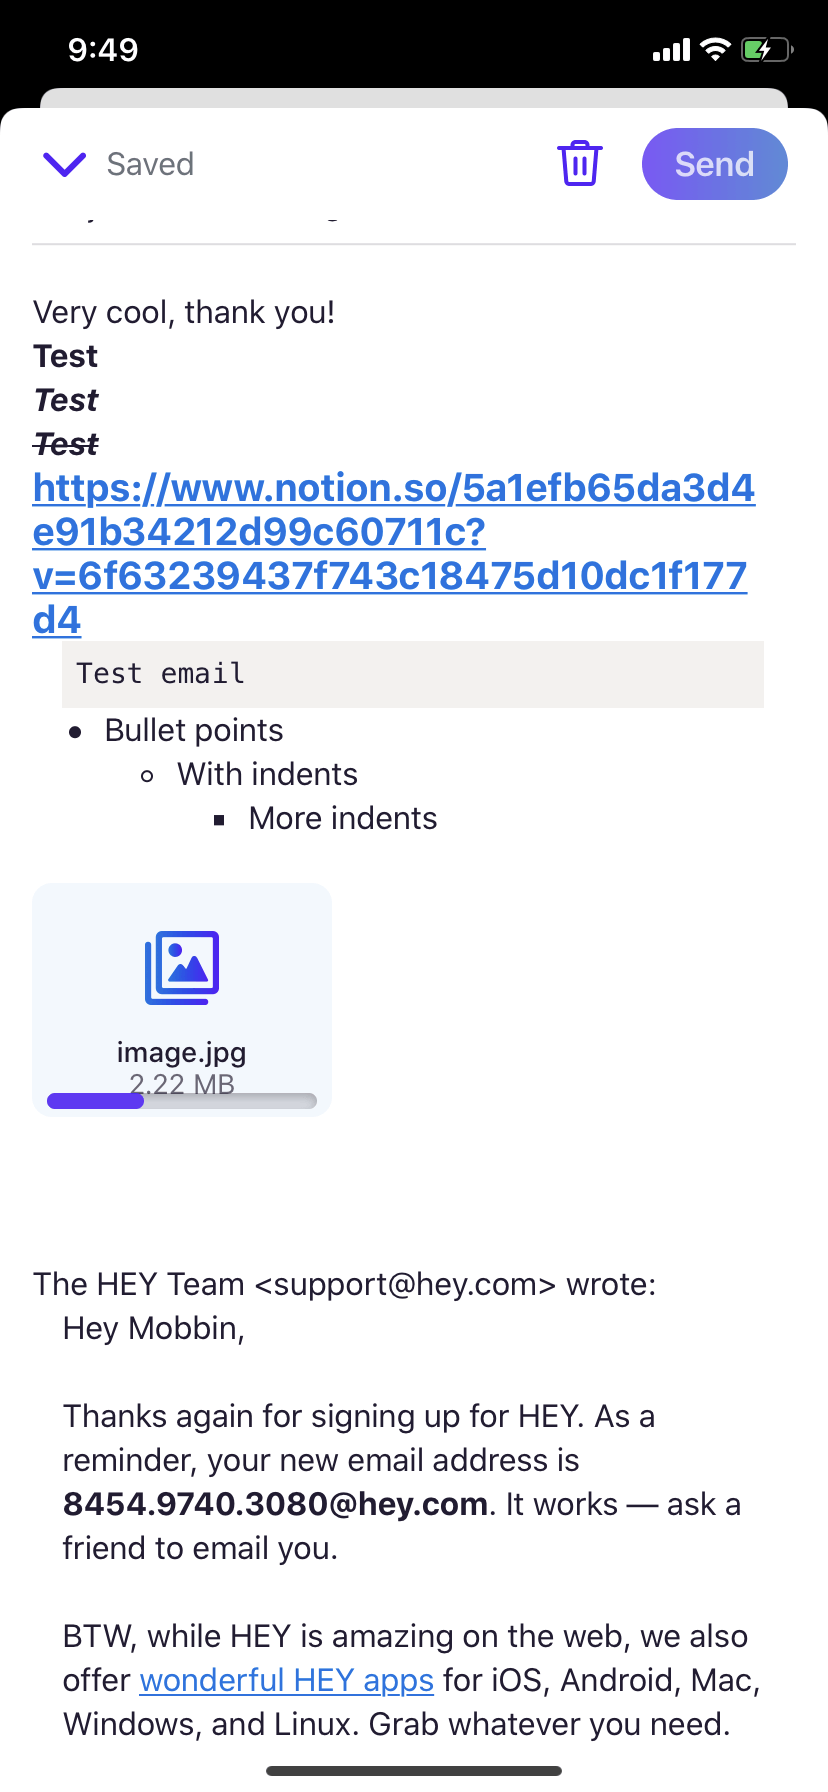 9:49
Saved
Send
Very cool, thank you!
Test
Test
Test
https://www.notion.so/5a1efb65da3d4
e91b34212d99c60711c?
v=6f63239437f743c18475d10dc1f177
d4
Test email
• Bullet points
◦ With indents
▪ More indents
image.jpg
2.22 MB
The HEY Team <support@hey.com> wrote:
Hey Mobbin,
Thanks again for signing up for HEY. As a
reminder, your new email address is
8454.9740.3080@hey.com. It works — ask a
friend to email you.
BTW, while HEY is amazing on the web, we also
offer wonderful HEY apps for iOS, Android, Mac,
Windows, and Linux. Grab whatever you need.